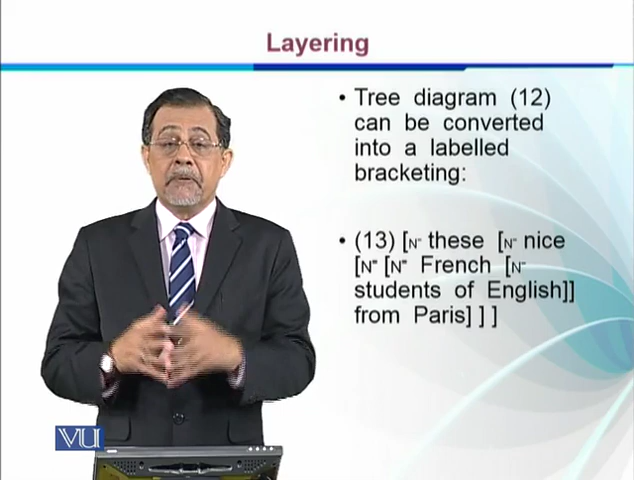 Layering
• Tree diagram (12)
can be converted
into a labelled
bracketing:
• (13) [N" these [N" nice
[N" [N" French [N"
students of English]]
from Paris] ] ]
VU